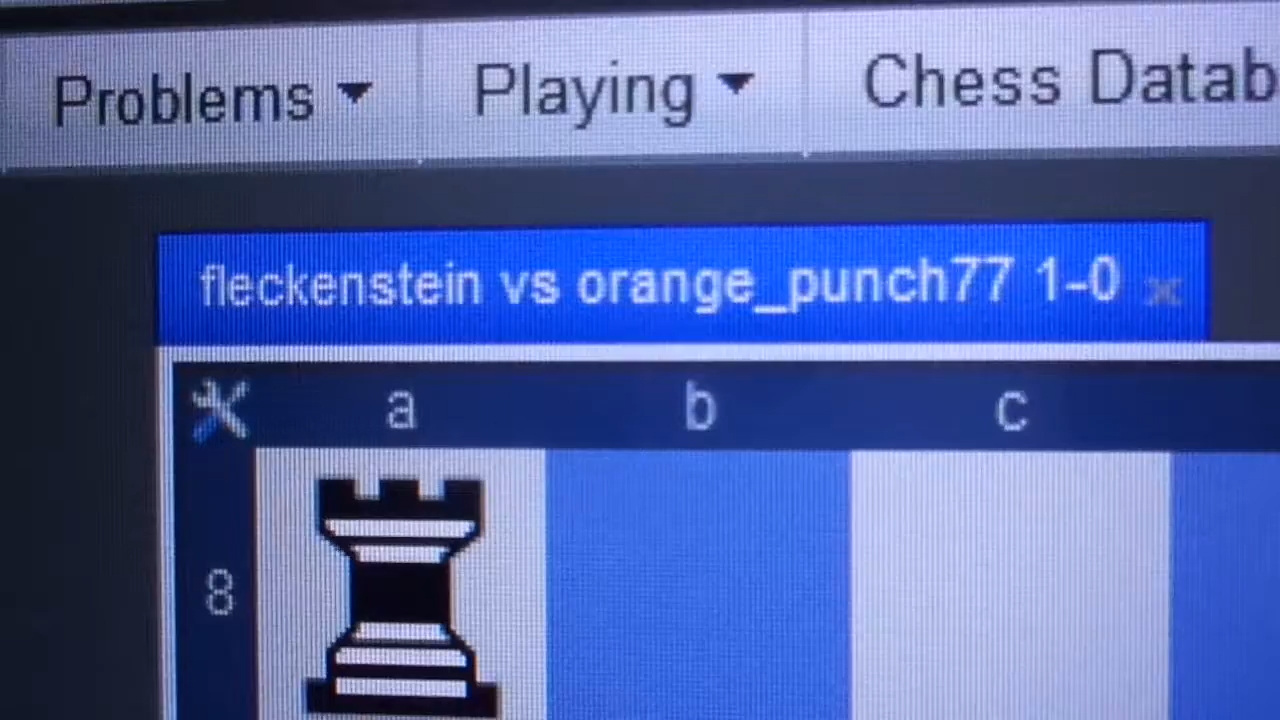 Problems Playing Chess Datab
fleckenstein vs orange_punch77 1-0 ×
a b c
8